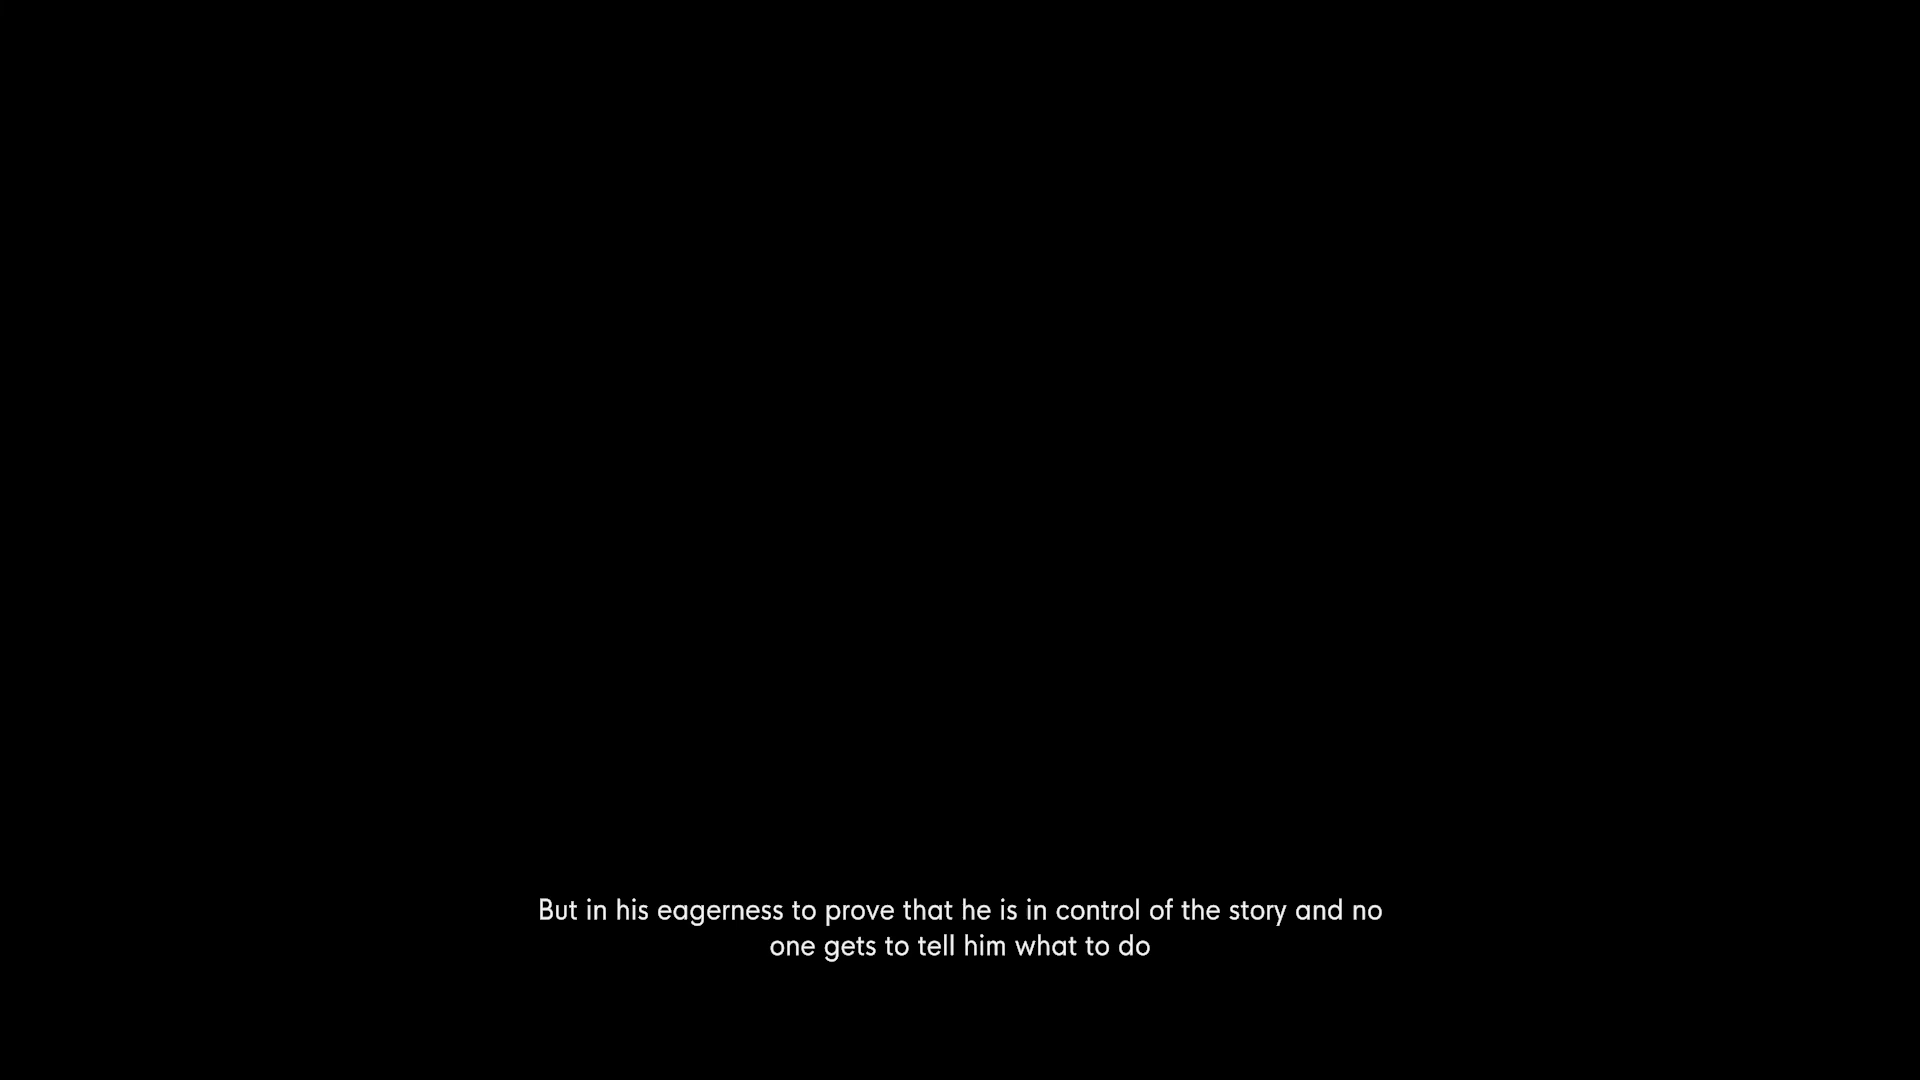 But in his eagerness to prove that he is in control of the story and no
one gets to tell him what to do